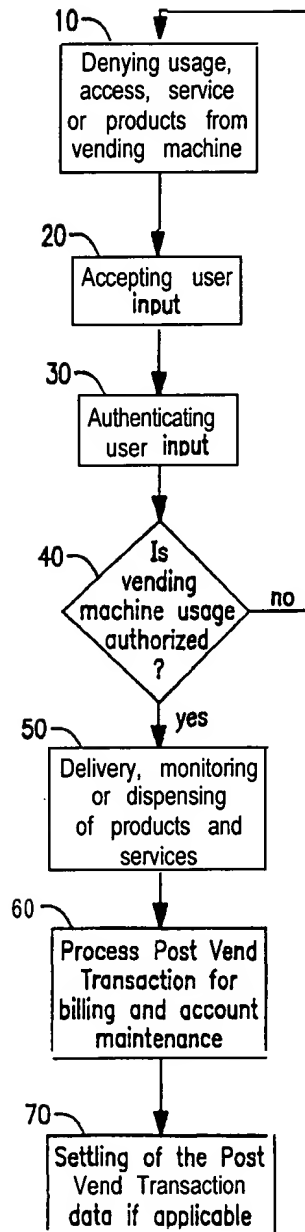 10
Denying usage,
access, service
or products from
vending machine
20
Accepting user
input
30
Authenticating
user input
40
Is
vending
machine usage
authorized
?
no
yes
50
Delivery, monitoring
or dispensing
of products and
services
60
Process Post Vend
Transaction for
billing and account
maintenance
70
Settling of the Post
Vend Transaction
data if applicable